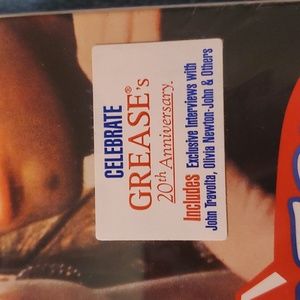 CELEBRATE
GREASE®'s
20th Anniversary.
Includes Exclusive Interviews with
John Travolta, Olivia Newton-John & Others